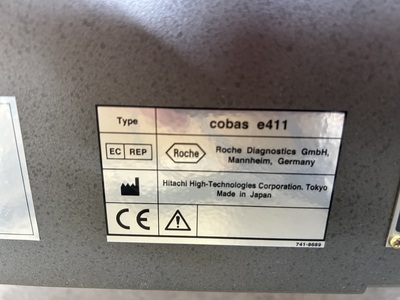 Type
cobas e411
EC REP
Roche
Roche Diagnostics GmbH,
Mannheim, Germany
Hitachi High-Technologies Corporation. Tokyo
Made in Japan
CE
741-8689